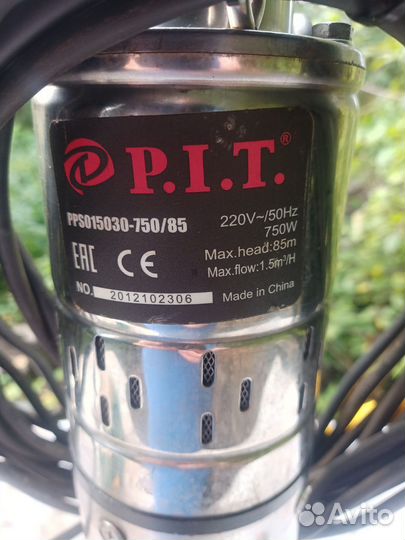 P.I.T.®
PPS015030-750/85
220V~/50Hz
750W
Max.head:85m
Max.flow:1.5m³/H
EAC CE
NO. 2012102306
Made in China
Avito